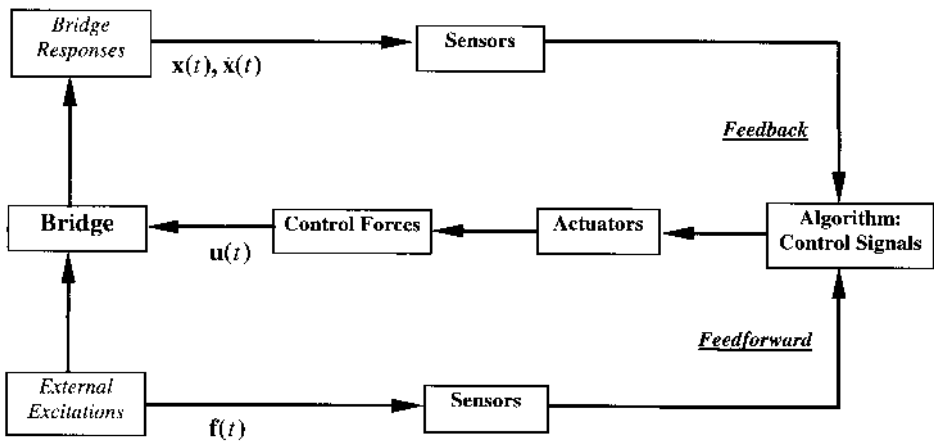 Bridge
Responses
Sensors
x(t), ẋ(t)
Feedback
Bridge
Control Forces
Actuators
Algorithm:
Control Signals
u(t)
Feedforward
External
Excitations
Sensors
f(t)